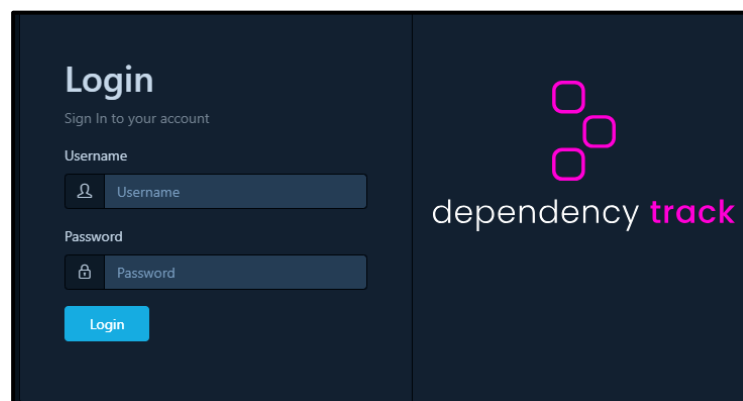 Login
Sign In to your account
Username
Username
Password
Password
Login
dependency track